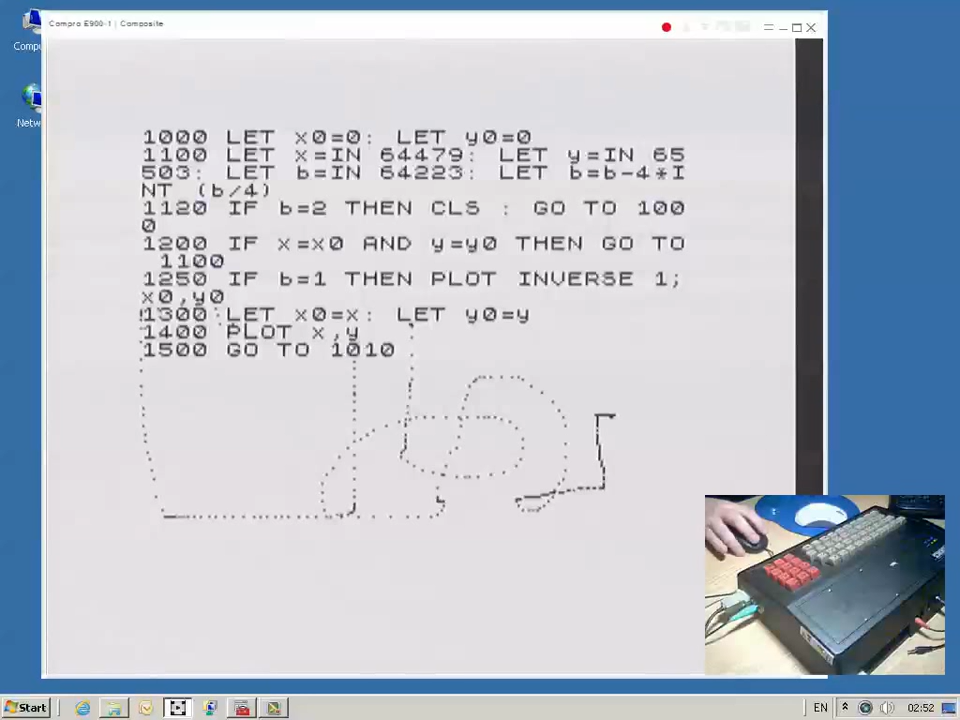 Compro E900-1 | Composite
Compu
Netw
1000 LET x0=0: LET y0=0
1100 LET x=IN 64479: LET y=IN 65
503: LET b=IN 64223: LET b=b-4*I
NT (b/4)
1120 IF b=2 THEN CLS : GO TO 100
0
1200 IF x=x0 AND y=y0 THEN GO TO
1100
1250 IF b=1 THEN PLOT INVERSE 1;
x0,y0
1300 LET x0=x: LET y0=y
1400 PLOT x,y
1500 GO TO 1010
Start
EN
02:52